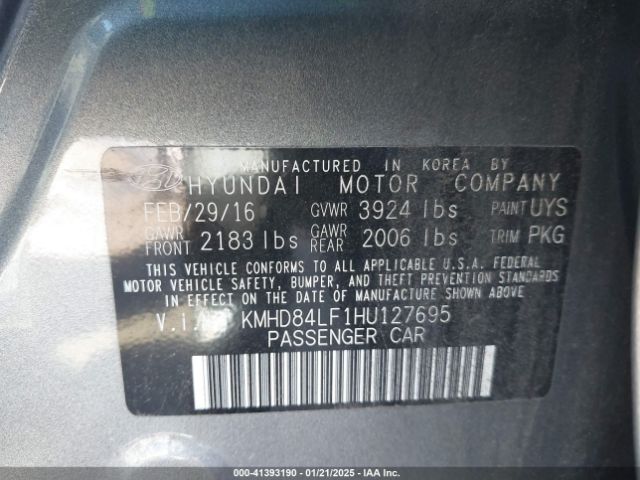 MANUFACTURED IN KOREA BY
HYUNDAI MOTOR COMPANY
FEB/29/16 GVWR 3924 lbs PAINT UYS
GAWR FRONT 2183 lbs GAWR REAR 2006 lbs TRIM PKG
THIS VEHICLE CONFORMS TO ALL APPLICABLE U.S.A. FEDERAL
MOTOR VEHICLE SAFETY, BUMPER, AND THEFT PREVENTION STANDARDS
IN EFFECT ON THE DATE OF MANUFACTURE SHOWN ABOVE
V.I.N: KMHD84LF1HU127695
PASSENGER CAR
000-41393190 - 01/21/2025 - IAA Holdings, LLC.